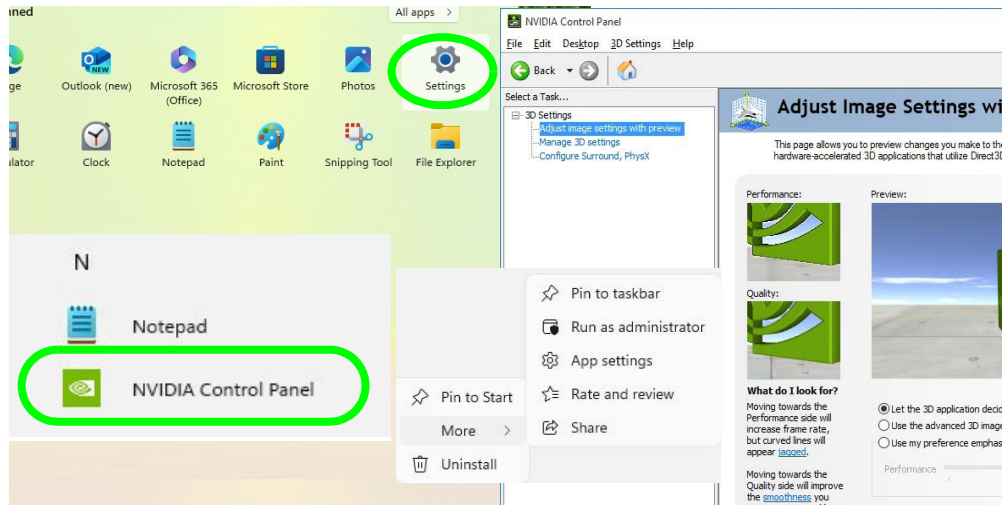 nned
All apps >
Outlook (new)
Microsoft 365
(Office)
Microsoft Store
Photos
Settings
Clock
Notepad
Paint
Snipping Tool
File Explorer
N
Notepad
NVIDIA Control Panel
Pin to Start
More >
Uninstall
Pin to taskbar
Run as administrator
App settings
Rate and review
Share
NVIDIA Control Panel
File Edit Desktop 3D Settings Help
Back
Select a Task...
3D Settings
Adjust image settings with preview
Manage 3D settings
Configure Surround, PhysX
Adjust Image Settings wi
This page allows you to preview changes you make to the
hardware-accelerated 3D applications that utilize Direct3D
Performance:
Preview:
Quality:
What do I look for?
Moving towards the
Performance side will
increase frame rate,
but curved lines will
appear jagged.
Moving towards the
Quality side will improve
the smoothness you
Let the 3D application decid
Use the advanced 3D image
Use my preference emphas
Performance